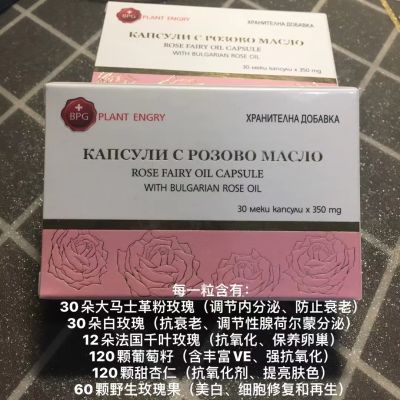 КАПСУЛИ С РОЗОВО МАСЛО
ROSE FAIRY OIL CAPSULE
WITH BULGARIAN ROSE OIL
30 меки капсули x 350 mg
BPG PLANT ENGRY
ХРАНИТЕЛНА ДОБАВКА
BPG PLANT ENGRY
ХРАНИТЕЛНА ДОБАВКА
КАПСУЛИ С РОЗОВО МАСЛО
ROSE FAIRY OIL CAPSULE
WITH BULGARIAN ROSE OIL
30 меки капсули x 350 mg
每一粒含有：
30朵大马士革粉玫瑰（调节内分泌、防止衰老）
30朵白玫瑰（抗衰老、调节性腺荷尔蒙分泌）
12朵法国千叶玫瑰（抗氧化、保养卵巢）
120颗葡萄籽（含丰富VE、强抗氧化）
120颗甜杏仁（抗氧化剂、提亮肤色）
60颗野生玫瑰果（美白、细胞修复和再生）